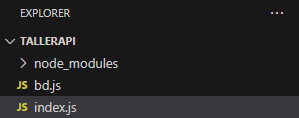 EXPLORER ...
TALLERAPI
node_modules
JS bd.js
JS index.js